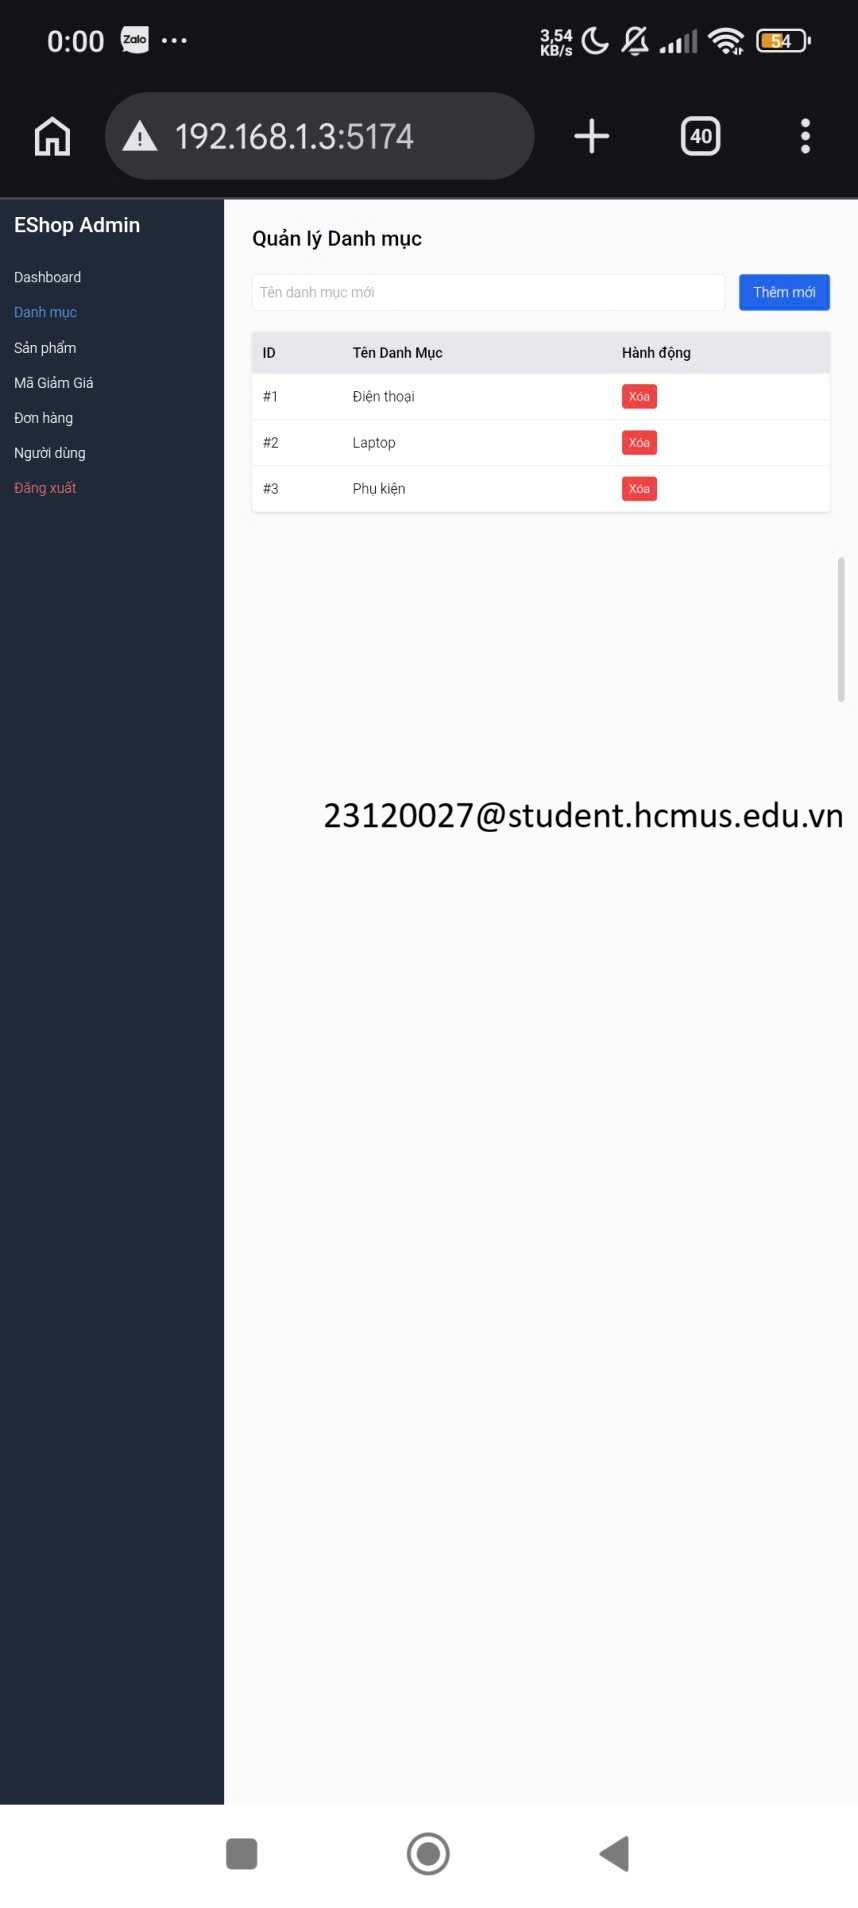 0:00 Zalo ... 3,54 KB/s 54
192.168.1.3:5174 40
EShop Admin
Dashboard
Danh mục
Sản phẩm
Mã Giảm Giá
Đơn hàng
Người dùng
Đăng xuất
Quản lý Danh mục
Tên danh mục mới Thêm mới
ID Tên Danh Mục Hành động
#1 Điện thoại Xóa
#2 Laptop Xóa
#3 Phụ kiện Xóa
23120027@student.hcmus.edu.vn